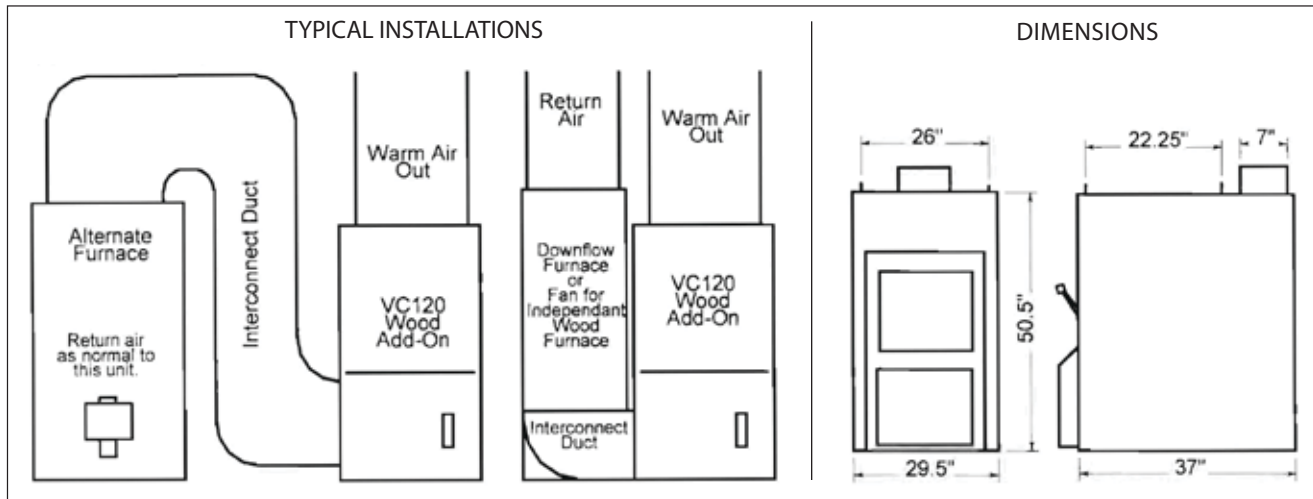 TYPICAL INSTALLATIONS
Alternate
Furnace
Return air
as normal to
this unit.
Interconnect Duct
Warm Air
Out
VC120
Wood
Add-On
Return
Air
Downflow
Furnace
or
Fan for
Independant
Wood
Furnace
Interconnect
Duct
Warm Air
Out
VC120
Wood
Add-On
DIMENSIONS
26"
50.5"
29.5"
22.25"
7"
37"